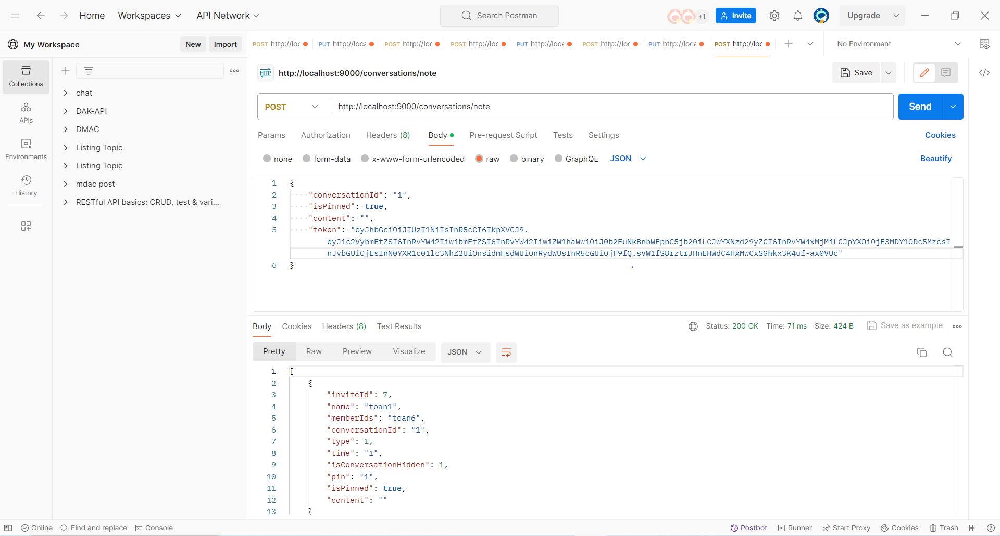 Home Workspaces API Network Search Postman +1 Invite Upgrade
My Workspace New Import
POST http://loc PUT http://loca POST http://loc POST http://loc PUT http://loca POST http://loc PUT http://loca POST http://loc No Environment
Collections
APIs
Environments
History
chat
DAK-API
DMAC
Listing Topic
Listing Topic
mdac post
RESTful API basics: CRUD, test & vari...
HTTP http://localhost:9000/conversations/note Save
POST http://localhost:9000/conversations/note Send
Params Authorization Headers (8) Body Pre-request Script Tests Settings Cookies
none form-data x-www-form-urlencoded raw binary GraphQL JSON Beautify
1 {
2 "conversationId": "1",
3 "isPinned": true,
4 "content": "",
5 "token": "eyJhbGciOiJIUzI1NiIsInR5cCI6IkpXVCJ9.
eyJ1c2VybmFtZSI6InRvYW42IiwibmFtZSI6InRvYW42IiwiZW1haWwiOiJ0b2FuNkBnbWFpbC5jb20iLCJwYXNzd29yZCI6InRvYW4xMjMiLCJpYXQiOjE3MDY1ODc5MzcsI
nJvbGUiOjEsInN0YXR1c01lc3NhZ2UiOnsidmFsdWUiOnRydWUsInR5cGUiOjF9fQ.sVW1fS8rztrJHnEHWdC4HxMwCxSGhkx3K4uf-ax0VUc"
6 }
Body Cookies Headers (8) Test Results Status: 200 OK Time: 71 ms Size: 424 B Save as example
Pretty Raw Preview Visualize JSON
1 [
2 {
3 "inviteId": 7,
4 "name": "toan1",
5 "memberIds": "toan6",
6 "conversationId": "1",
7 "type": 1,
8 "time": "1",
9 "isConversationHidden": 1,
10 "pin": "1",
11 "isPinned": true,
12 "content": ""
13 }
Online Find and replace Console Postbot Runner Start Proxy Cookies Trash